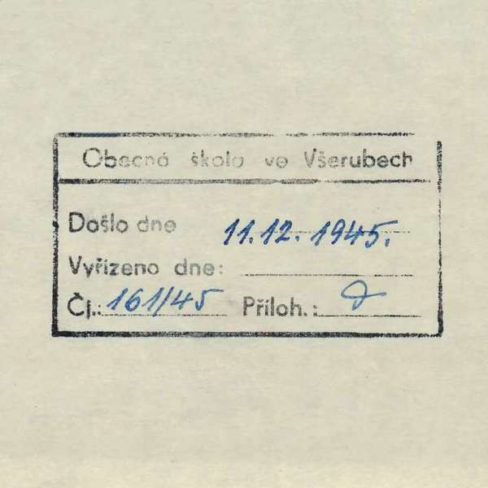 Obecná škola ve Všerubech
Došlo dne 11.12.1945.
Vyřízeno dne:
Čj.: 161/45 Příloh.: